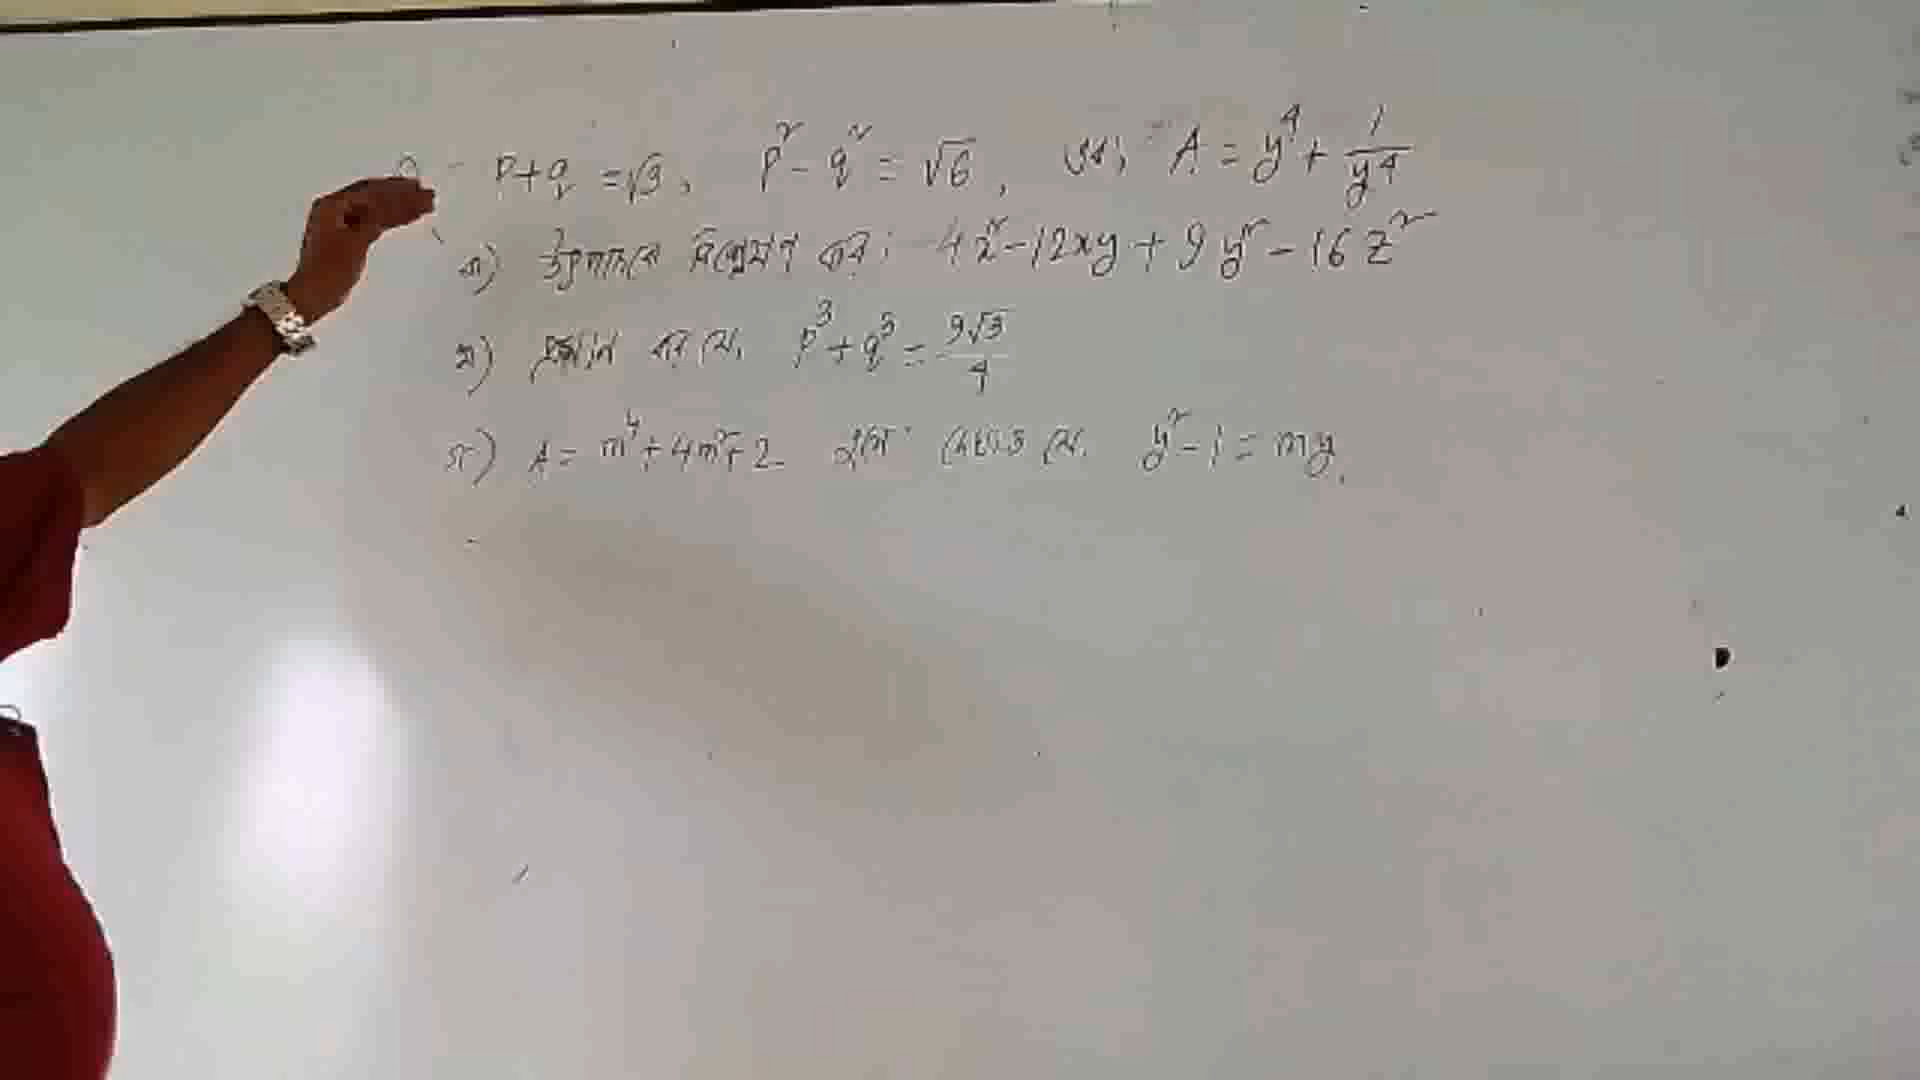 p+q = √3, p² - q² = √6, এবং A = y⁴ + 1/y⁴
ক) উৎপাদকে বিশ্লেষণ কর: 4x² - 12xy + 9y² - 16z²
খ) প্রমাণ কর যে, p³ + q³ = 9√3/4
গ) A = m⁴ + 4m² + 2 হলে দেখাও যে, y² - 1 = my.